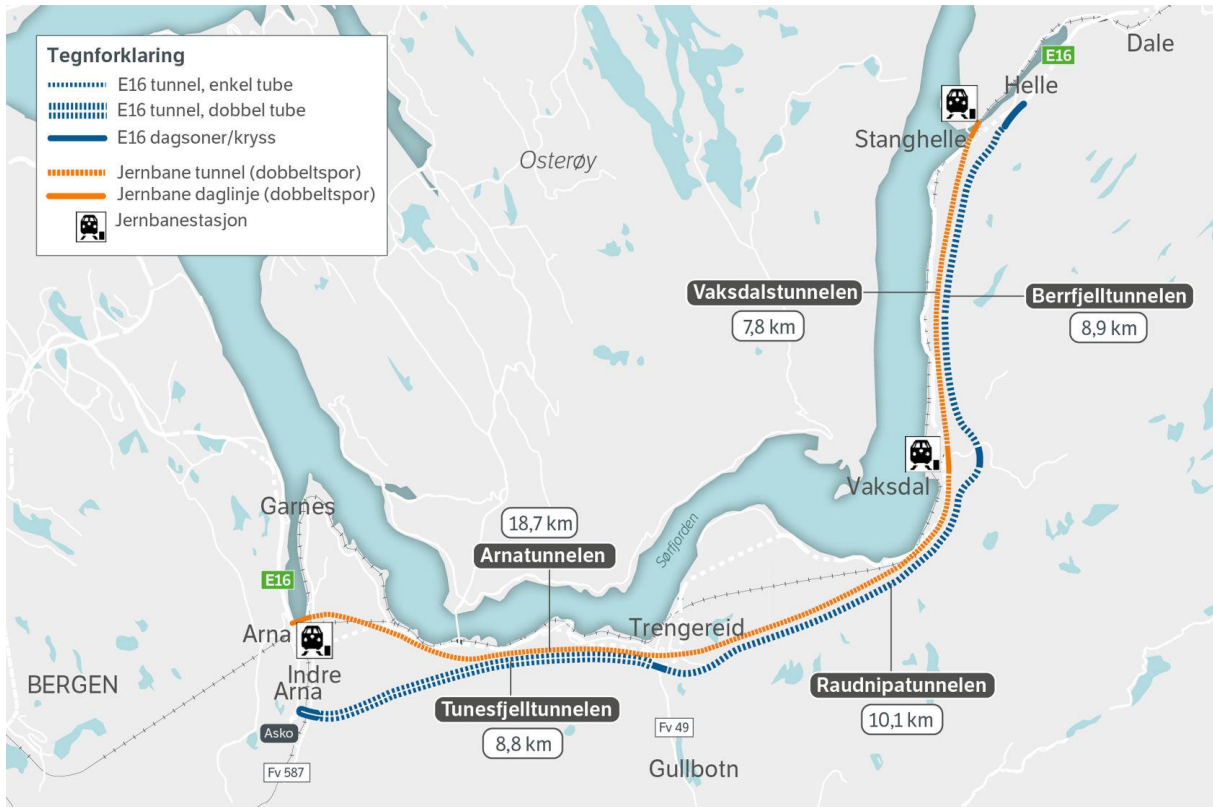 Tegnforklaring
E16 tunnel, enkel tube
E16 tunnel, dobbel tube
E16 dagsoner/kryss
Jernbane tunnel (dobbeltspor)
Jernbane daglinje (dobbeltspor)
Jernbanestasjon
Dale
E16
Helle
Stanghelle
Osterøy
Vaksdalstunnelen
7,8 km
Berrfjelltunnelen
8,9 km
Vaksdal
Garnes
18,7 km
Arnatunnelen
Sørfjorden
E16
Arna
Trengereid
Indre
Arna
BERGEN
Raudnipatunnelen
10,1 km
Tunesfjelltunnelen
8,8 km
Asko
Fv 49
Fv 587
Gullbotn